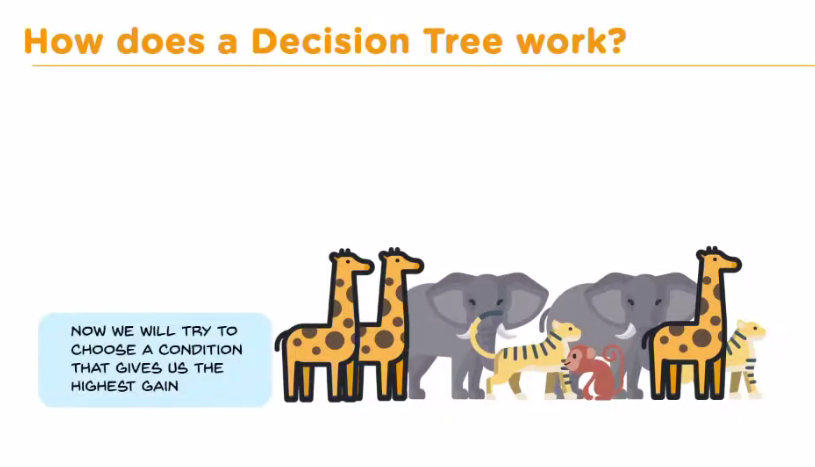 How does a Decision Tree work?
NOW WE WILL TRY TO
CHOOSE A CONDITION
THAT GIVES US THE
HIGHEST GAIN